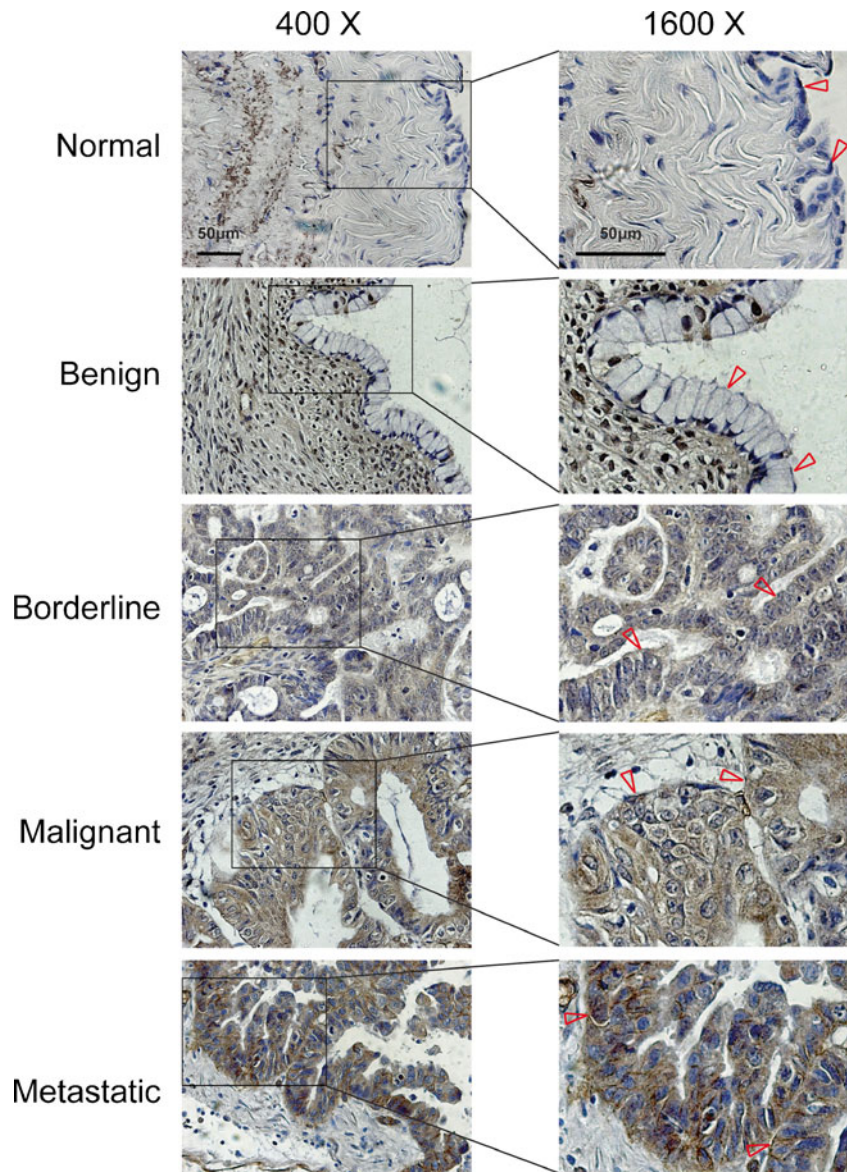 400 X 1600 X
Normal
50µm 50µm
Benign
Borderline
Malignant
Metastatic